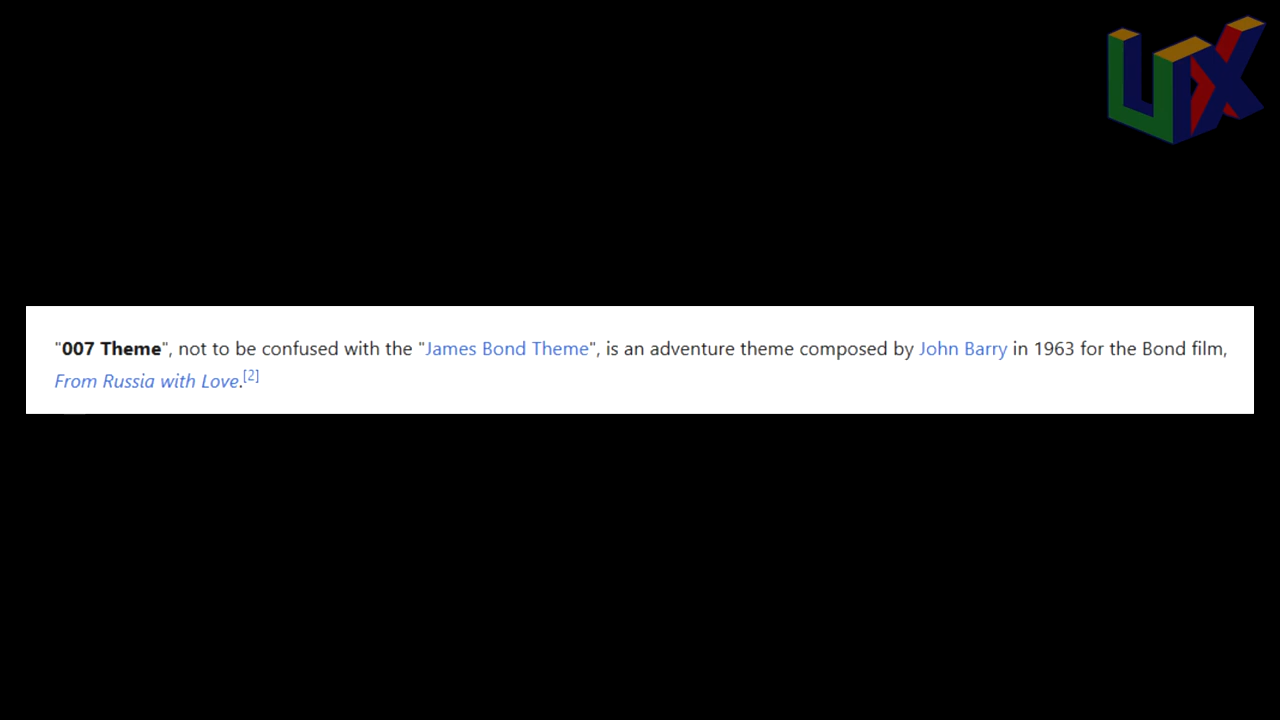 LIX
"007 Theme", not to be confused with the "James Bond Theme", is an adventure theme composed by John Barry in 1963 for the Bond film,
From Russia with Love.[2]